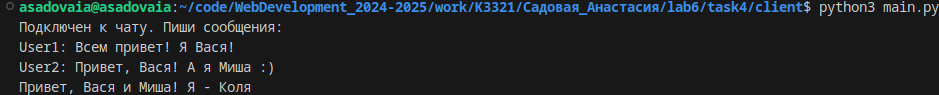 asadovaia@asadovaia:~/code/WebDevelopment_2024-2025/work/K3321/Садовая_Анастасия/lab6/task4/client$ python3 main.py
Подключен к чату. Пиши сообщения:
User1: Всем привет! Я Вася!
User2: Привет, Вася! А я Миша :)
Привет, Вася и Миша! Я - Коля